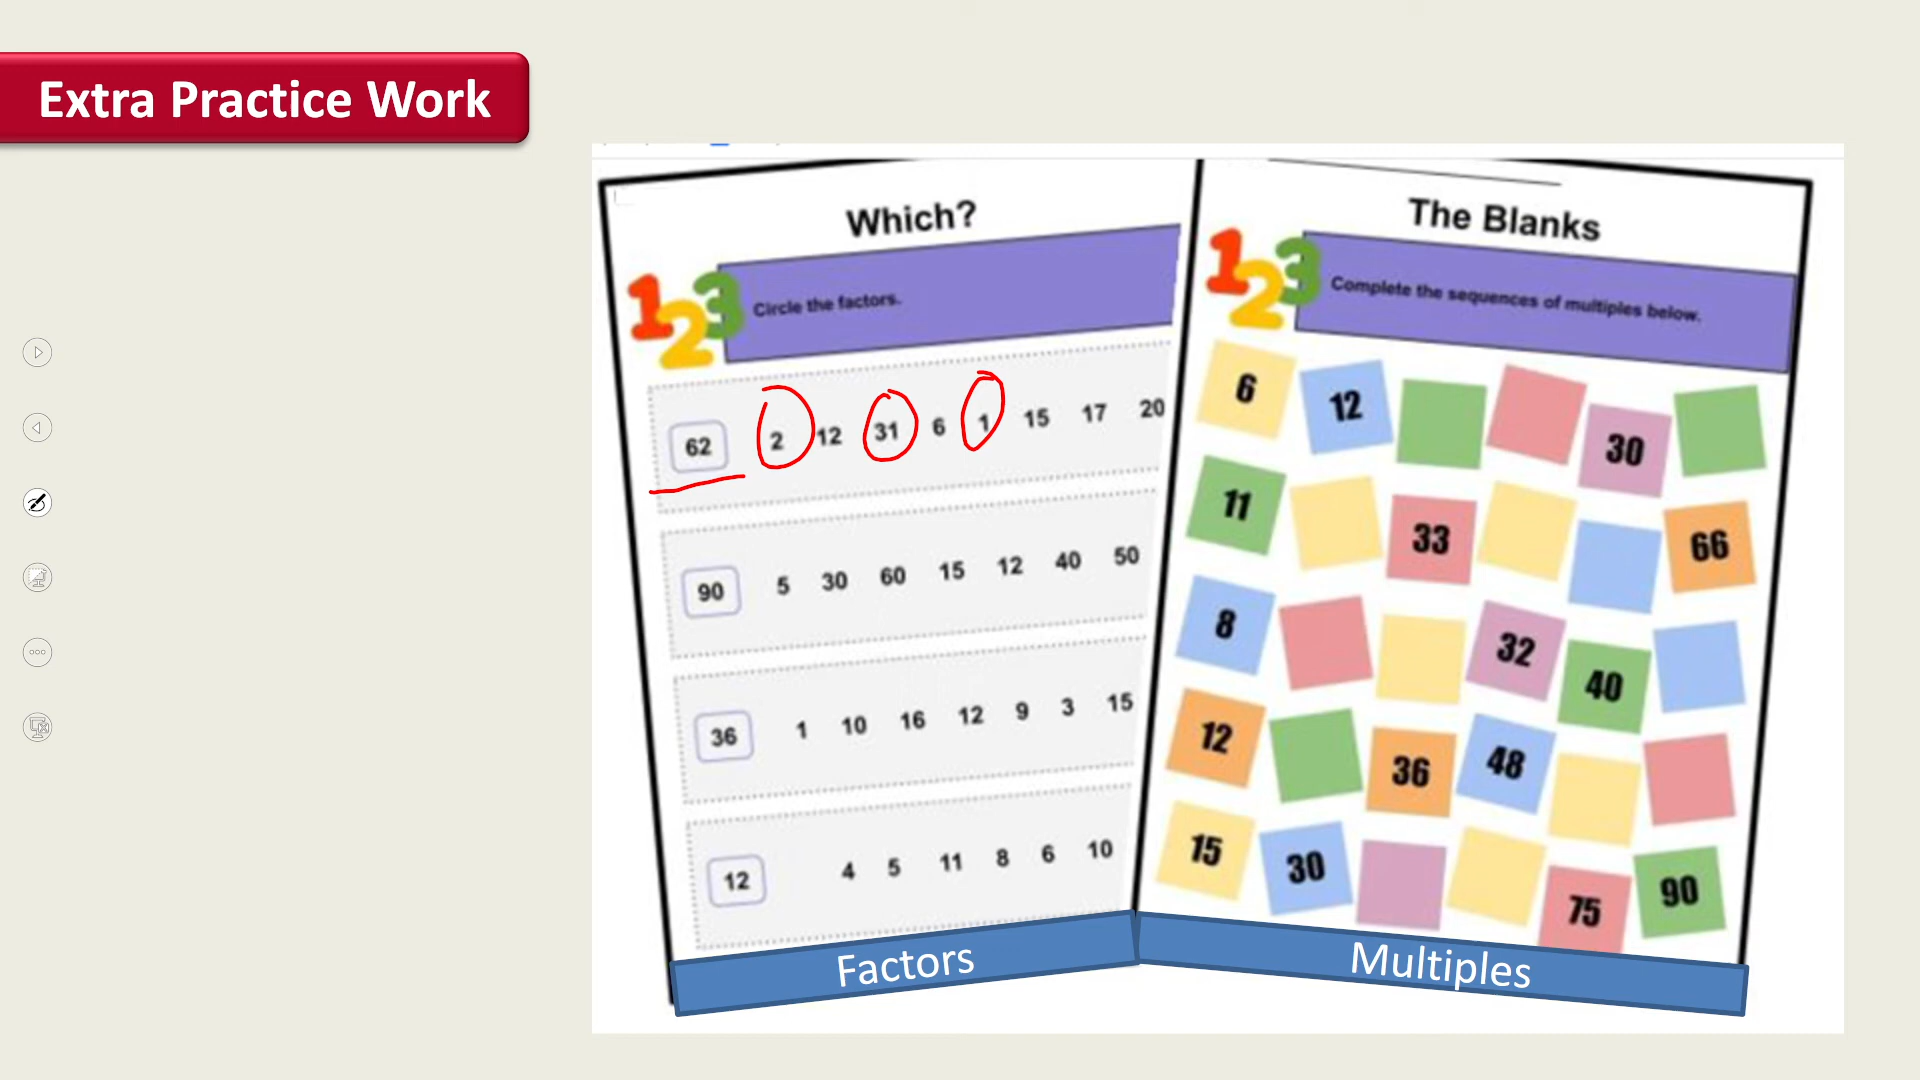 Extra Practice Work
Which?
123
Circle the factors.
62 2 12 31 6 1 15 17 20
90 5 30 60 15 12 40 50
36 1 10 16 12 9 3 15
12 4 5 11 8 6 10
Factors
The Blanks
123
Complete the sequences of multiples below.
6 12 30
11 33 66
8 32 40
12 36 48
15 30 75 90
Multiples